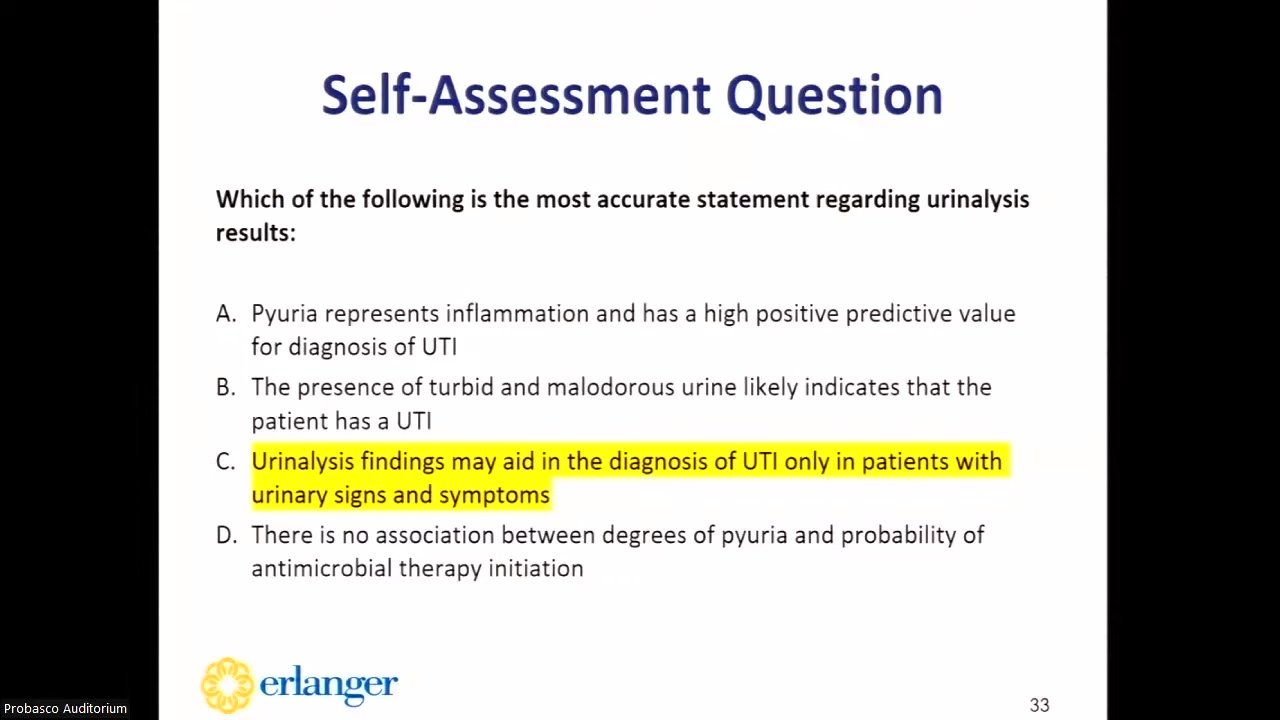 Self-Assessment Question
Which of the following is the most accurate statement regarding urinalysis
results:
A. Pyuria represents inflammation and has a high positive predictive value
for diagnosis of UTI
B. The presence of turbid and malodorous urine likely indicates that the
patient has a UTI
C. Urinalysis findings may aid in the diagnosis of UTI only in patients with
urinary signs and symptoms
D. There is no association between degrees of pyuria and probability of
antimicrobial therapy initiation
erlanger
33
Probasco Auditorium